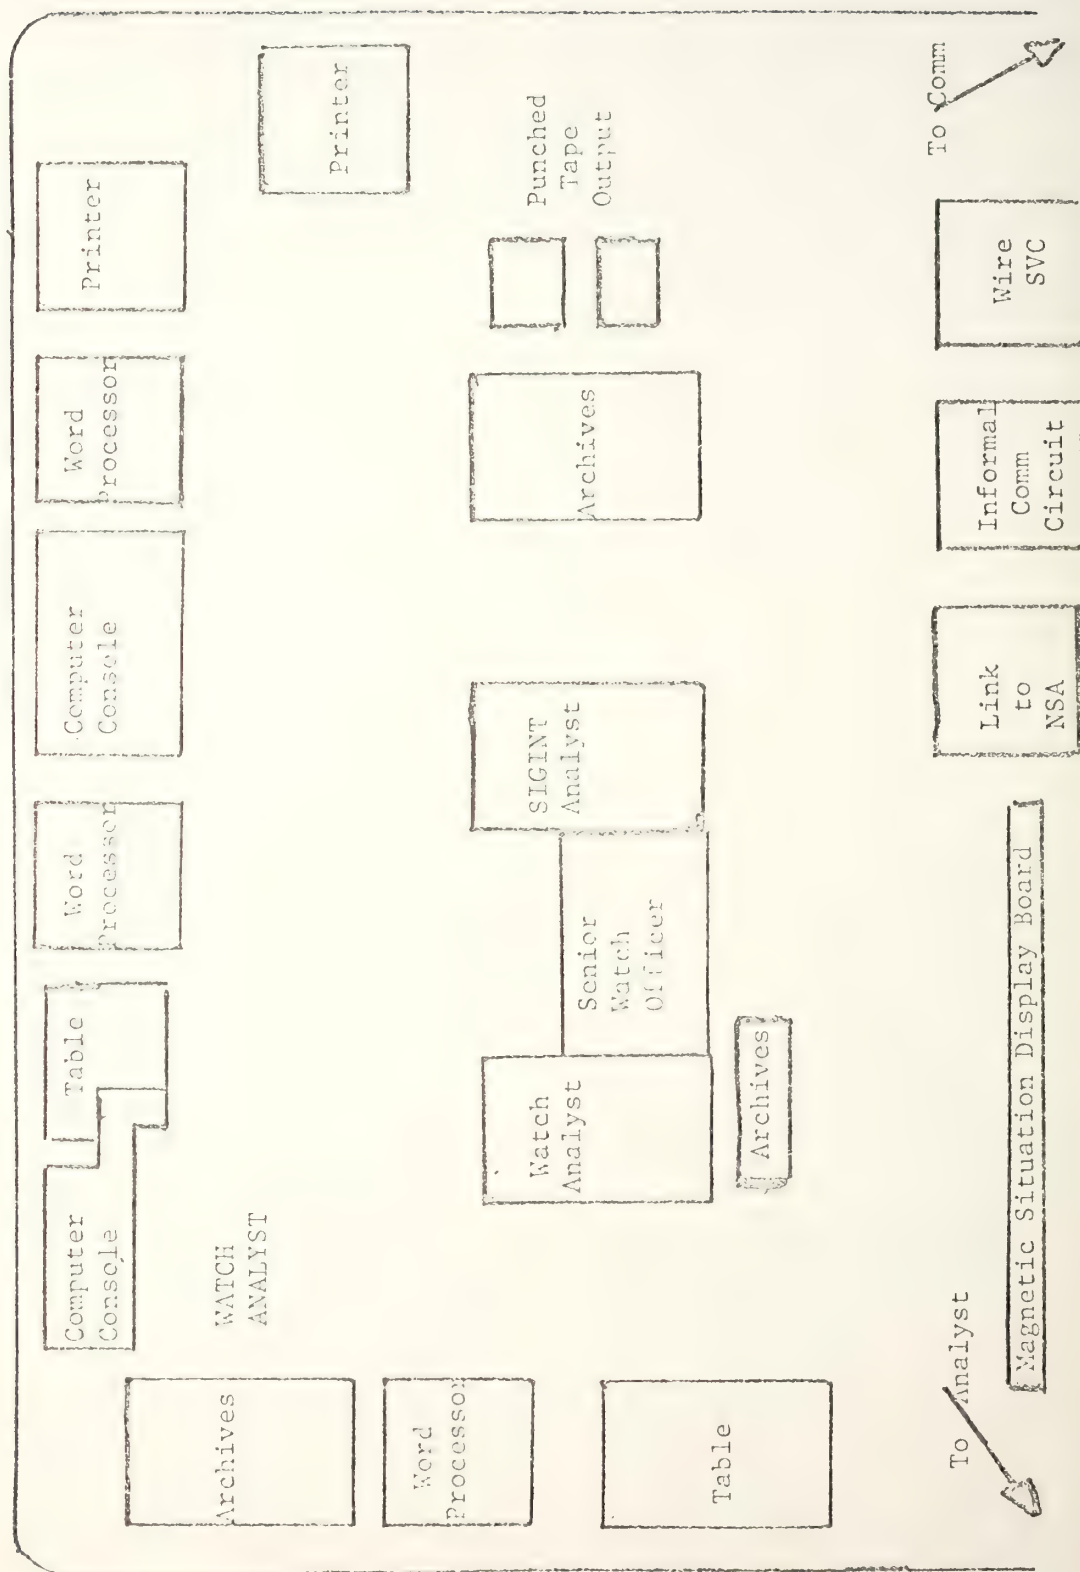 Computer
Console
Table
Word
Processor
Computer
Console
Word
Processor
Printer
Printer
WATCH
ANALYST
Archives
Word
Processor
Table
Watch
Analyst
Senior
Watch
Officer
SIGINT
Analyst
Archives
Archives
Punched
Tape
Output
To Analyst
Magnetic Situation Display Board
Link
to
NSA
Informal
Comm
Circuit
Wire
SVC
To Comm